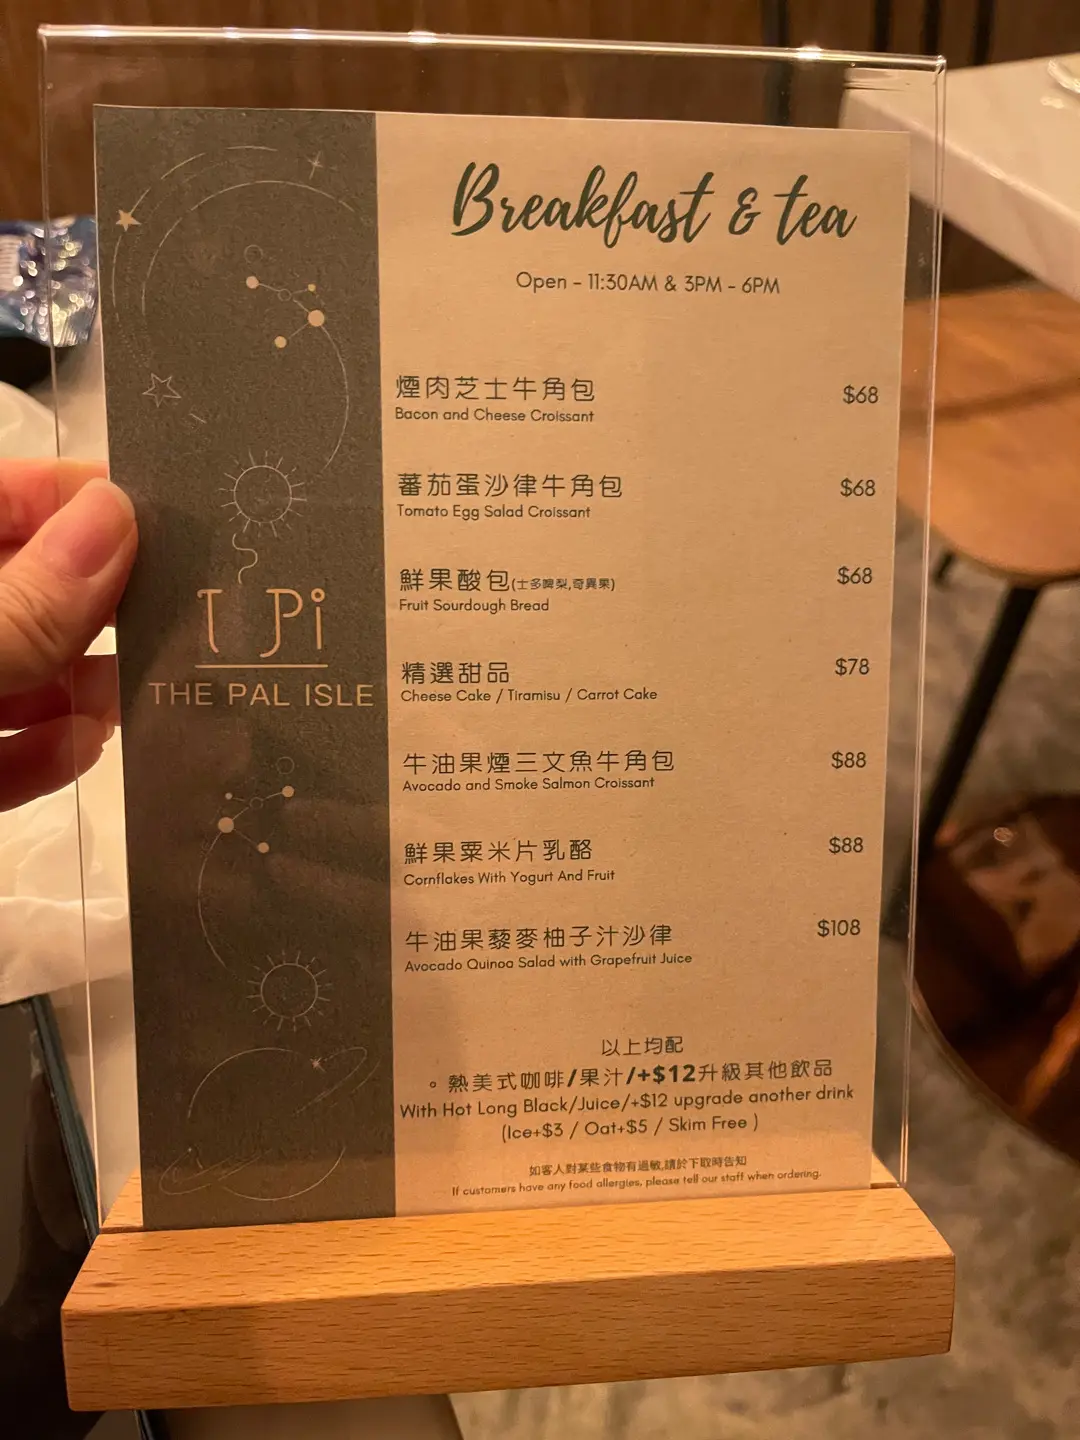 Breakfast & tea
Open - 11:30AM & 3PM - 6PM
煙肉芝士牛角包 $68
Bacon and Cheese Croissant
蕃茄蛋沙律牛角包 $68
Tomato Egg Salad Croissant
鮮果酸包(士多啤梨,奇異果) $68
Fruit Sourdough Bread
精選甜品 $78
Cheese Cake / Tiramisu / Carrot Cake
牛油果煙三文魚牛角包 $88
Avocado and Smoke Salmon Croissant
鮮果粟米片乳酪 $88
Cornflakes With Yogurt And Fruit
牛油果藜麥柚子汁沙律 $108
Avocado Quinoa Salad with Grapefruit Juice
以上均配
。熱美式咖啡/果汁/+$12升級其他飲品
With Hot Long Black/Juice/+$12 upgrade another drink
(Ice+$3 / Oat+$5 / Skim Free )
如客人對某些食物有過敏,請於下取時告知
If customers have any food allergies, please tell our staff when ordering.
T Pi
THE PAL ISLE